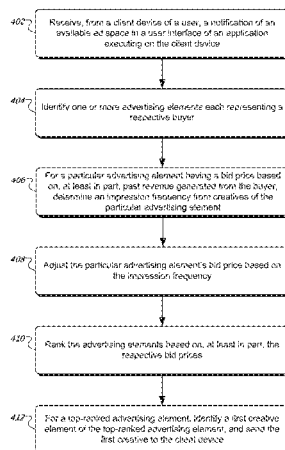 402
Receive, from a client device of a user, a notification of an
available ad space in a user interface of an application
executing on the client device
404
Identify one or more advertising elements each representing a
respective buyer
406
For a particular advertising element having a bid price based
on, at least in part, past revenue generated from the buyer,
determine an impression frequency from creatives of the
particular advertising element
408
Adjust the particular advertising element's bid price based on
the impression frequency
410
Rank the advertising elements based on, at least in part, the
respective bid prices
412
For a top-ranked advertising element, identify a first creative
element of the top-ranked advertising element, and send the
first creative to the client device